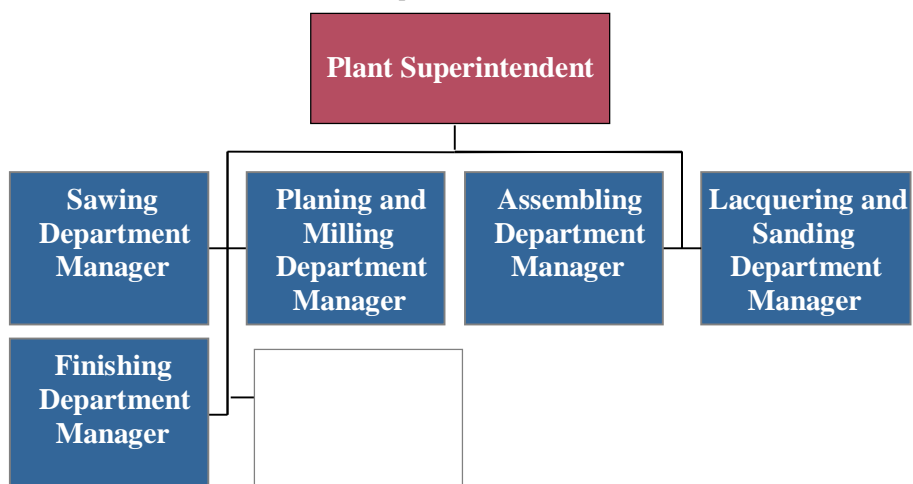 Plant Superintendent
Sawing
Department
Manager
Planing and
Milling
Department
Manager
Assembling
Department
Manager
Lacquering and
Sanding
Department
Manager
Finishing
Department
Manager